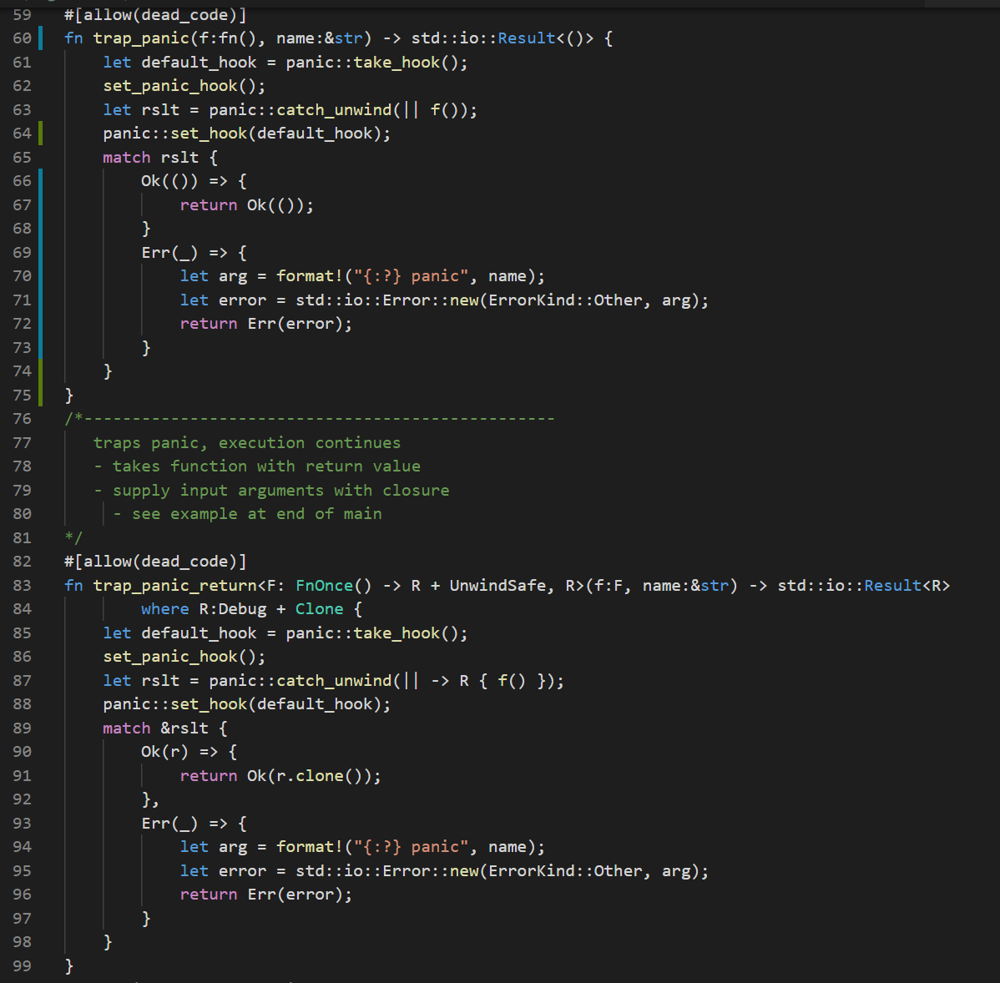 59 #[allow(dead_code)]
60 fn trap_panic(f:fn(), name:&str) -> std::io::Result<()> {
61     let default_hook = panic::take_hook();
62     set_panic_hook();
63     let rslt = panic::catch_unwind(|| f());
64     panic::set_hook(default_hook);
65     match rslt {
66         Ok(()) => {
67             return Ok(());
68         }
69         Err(_) => {
70             let arg = format!("{:?} panic", name);
71             let error = std::io::Error::new(ErrorKind::Other, arg);
72             return Err(error);
73         }
74     }
75 }
76 /*-------------------------------------------------
77    traps panic, execution continues
78    - takes function with return value
79    - supply input arguments with closure
80      - see example at end of main
81 */
82 #[allow(dead_code)]
83 fn trap_panic_return<F: FnOnce() -> R + UnwindSafe, R>(f:F, name:&str) -> std::io::Result<R>
84         where R:Debug + Clone {
85     let default_hook = panic::take_hook();
86     set_panic_hook();
87     let rslt = panic::catch_unwind(|| -> R { f() });
88     panic::set_hook(default_hook);
89     match &rslt {
90         Ok(r) => {
91             return Ok(r.clone());
92         },
93         Err(_) => {
94             let arg = format!("{:?} panic", name);
95             let error = std::io::Error::new(ErrorKind::Other, arg);
96             return Err(error);
97         }
98     }
99 }